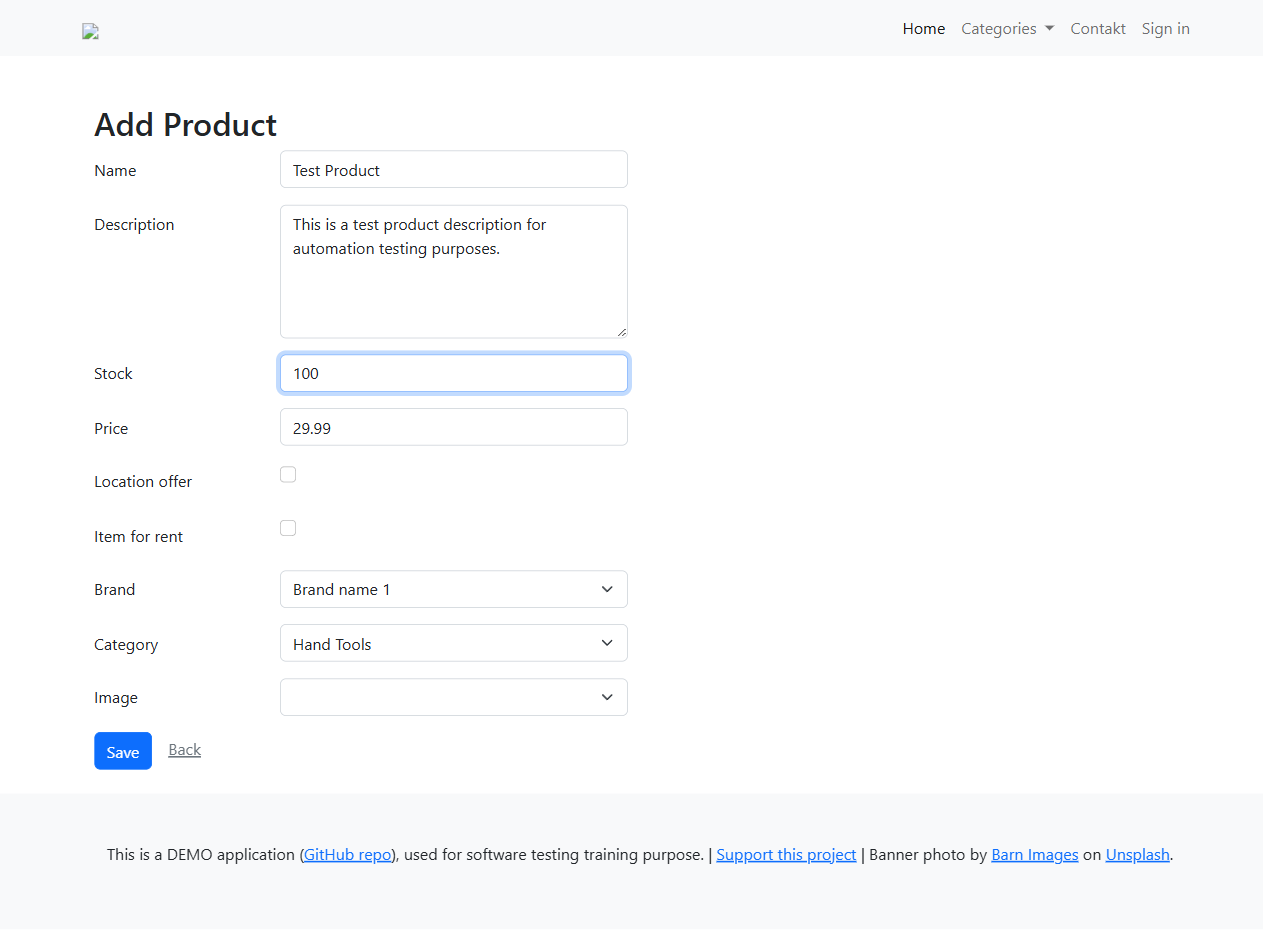 Home Categories Contakt Sign in
Add Product
Name Test Product
Description This is a test product description for
automation testing purposes.
Stock 100
Price 29.99
Location offer
Item for rent
Brand Brand name 1
Category Hand Tools
Image
Save Back
This is a DEMO application (GitHub repo), used for software testing training purpose. | Support this project | Banner photo by Barn Images on Unsplash.